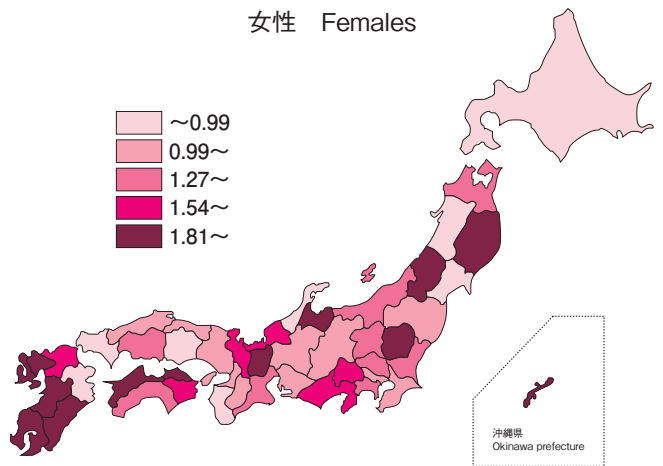 女性 Females
～0.99
0.99～
1.27～
1.54～
1.81～
沖縄県
Okinawa prefecture